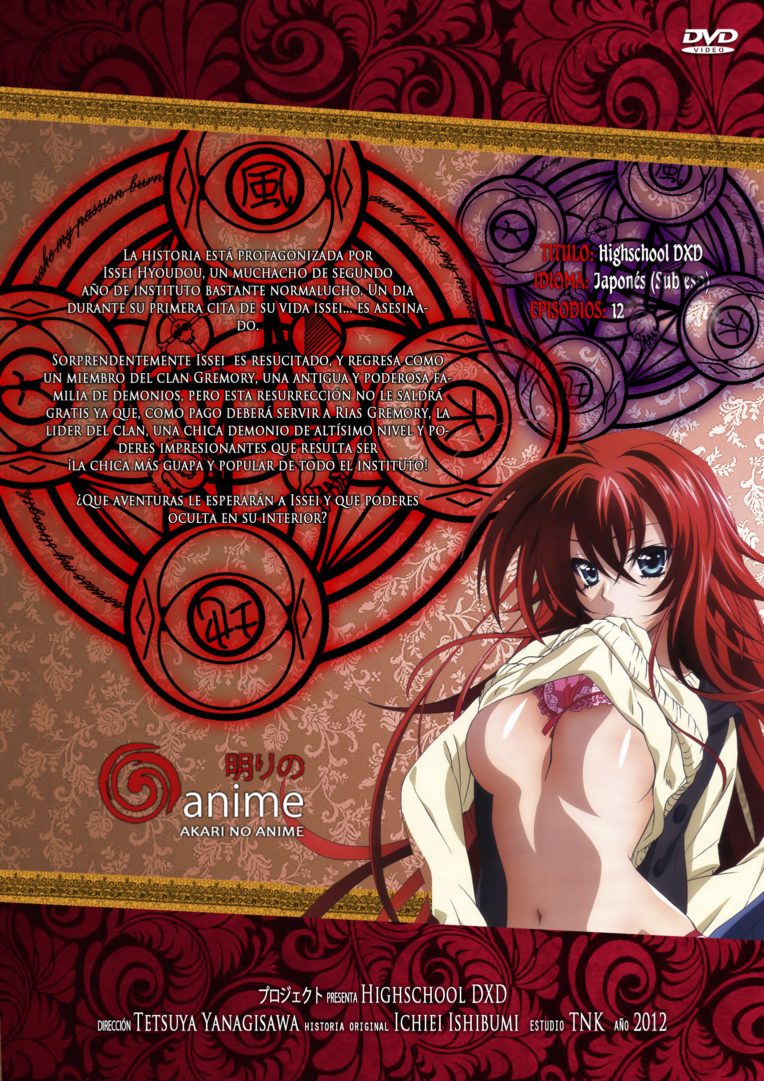 DVD
VIDEO
make my passion burn
風
LA HISTORIA ESTÁ PROTAGONIZADA POR
ISSEI HYOUDOU, UN MUCHACHO DE SEGUNDO
AÑO DE INSTITUTO BASTANTE NORMALUCHO. UN DIA
DURANTE SU PRIMERA CITA DE SU VIDA ISSEI... ES ASESINA-
DO.
SORPRENDENTEMENTE ISSEI ES RESUCITADO, Y REGRESA COMO
UN MIEMBRO DEL CLAN GREMORY, UNA ANTIGUA Y PODEROSA FA-
MILIA DE DEMONIOS, PERO ESTA RESURRECCIÓN NO LE SALDRÁ
GRATIS YA QUE, COMO PAGO DEBERÁ SERVIR A RIAS GREMORY, LA
LIDER DEL CLAN, UNA CHICA DEMONIO DE ALTÍSIMO NIVEL Y PO-
DERES IMPRESIONANTES QUE RESULTA SER
¡LA CHICA MÁS GUAPA Y POPULAR DE TODO EL INSTITUTO!
¿QUE AVENTURAS LE ESPERARÁN A ISSEI Y QUE PODERES
OCULTA EN SU INTERIOR?
TITULO: Highschool DXD
IDIOMA: Japonés (Sub esp)
EPISODIOS: 12
明りの
anime
AKARI NO ANIME
プロジェクト PRESENTA HIGHSCHOOL DXD
DIRECCIÓN TETSUYA YANAGISAWA HISTORIA ORIGINAL ICHIEI ISHIBUMI ESTUDIO TNK AÑO 2012